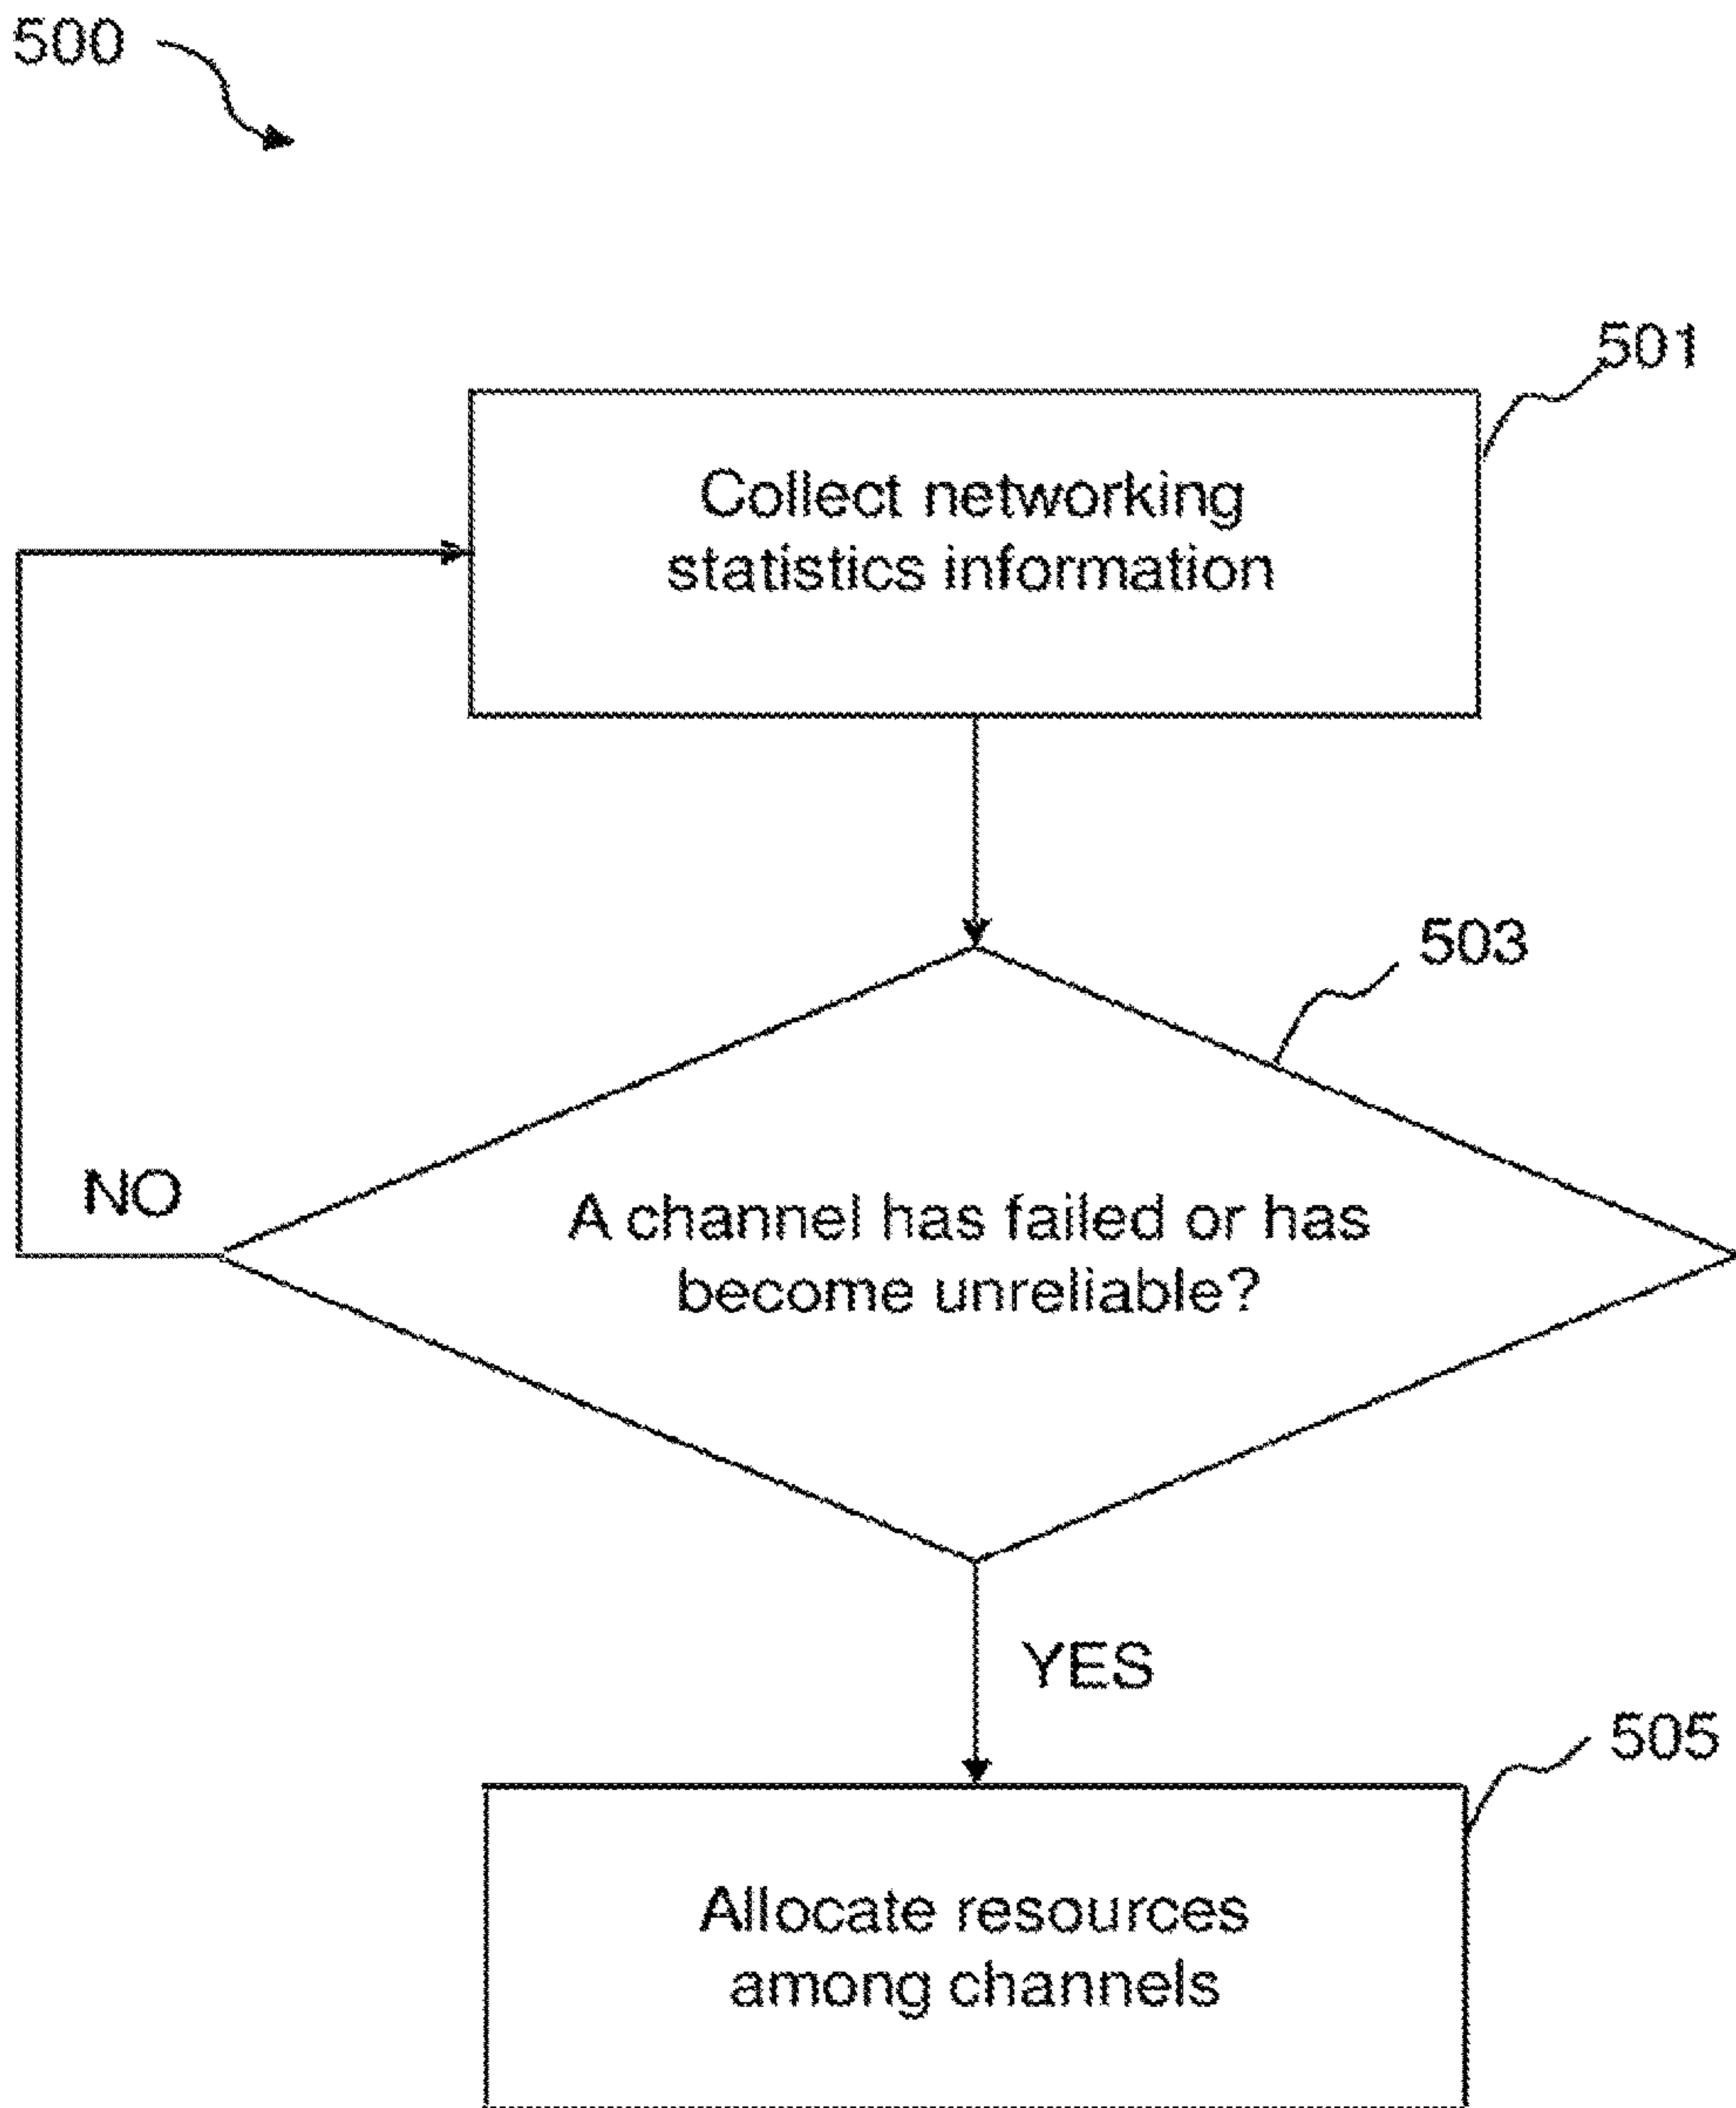 500
501
Collect networking
statistics information
503
NO
A channel has failed or has
become unreliable?
YES
505
Allocate resources
among channels